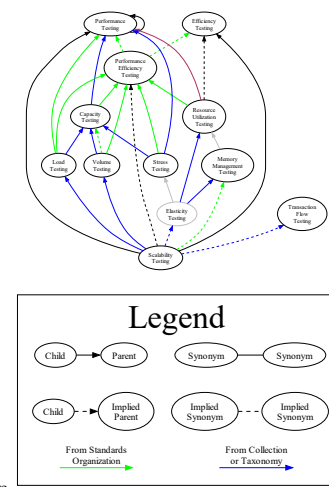 Performance
Testing
Efficiency
Testing
Performance
Efficiency
Testing
Capacity
Testing
Resource
Utilization
Testing
Load
Testing
Volume
Testing
Stress
Testing
Memory
Management
Testing
Elasticity
Testing
Transaction
Flow
Testing
Scalability
Testing
Legend
Child
Parent
Synonym
Synonym
Child
Implied
Parent
Implied
Synonym
Implied
Synonym
From Standards
Organization
From Collection
or Taxonomy